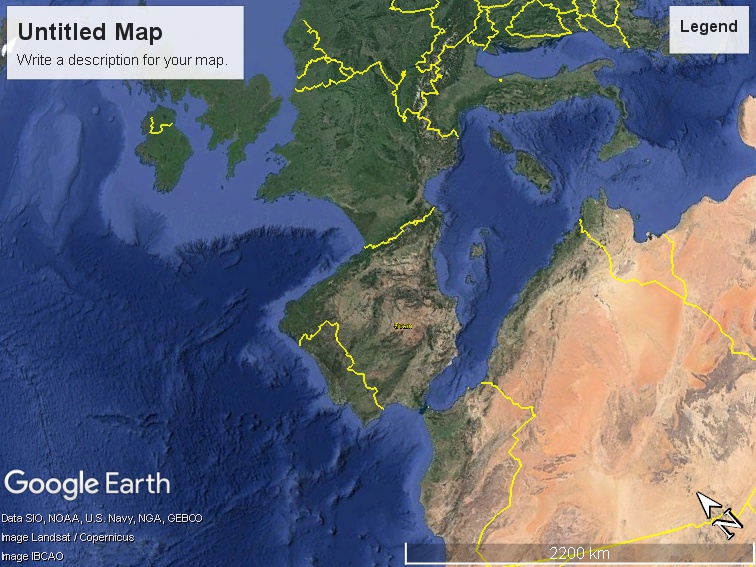 Untitled Map
Write a description for your map.
Legend
Google Earth
Data SIO, NOAA, U.S. Navy, NGA, GEBCO
Image Landsat / Copernicus
Image IBCAO
N
2200 km